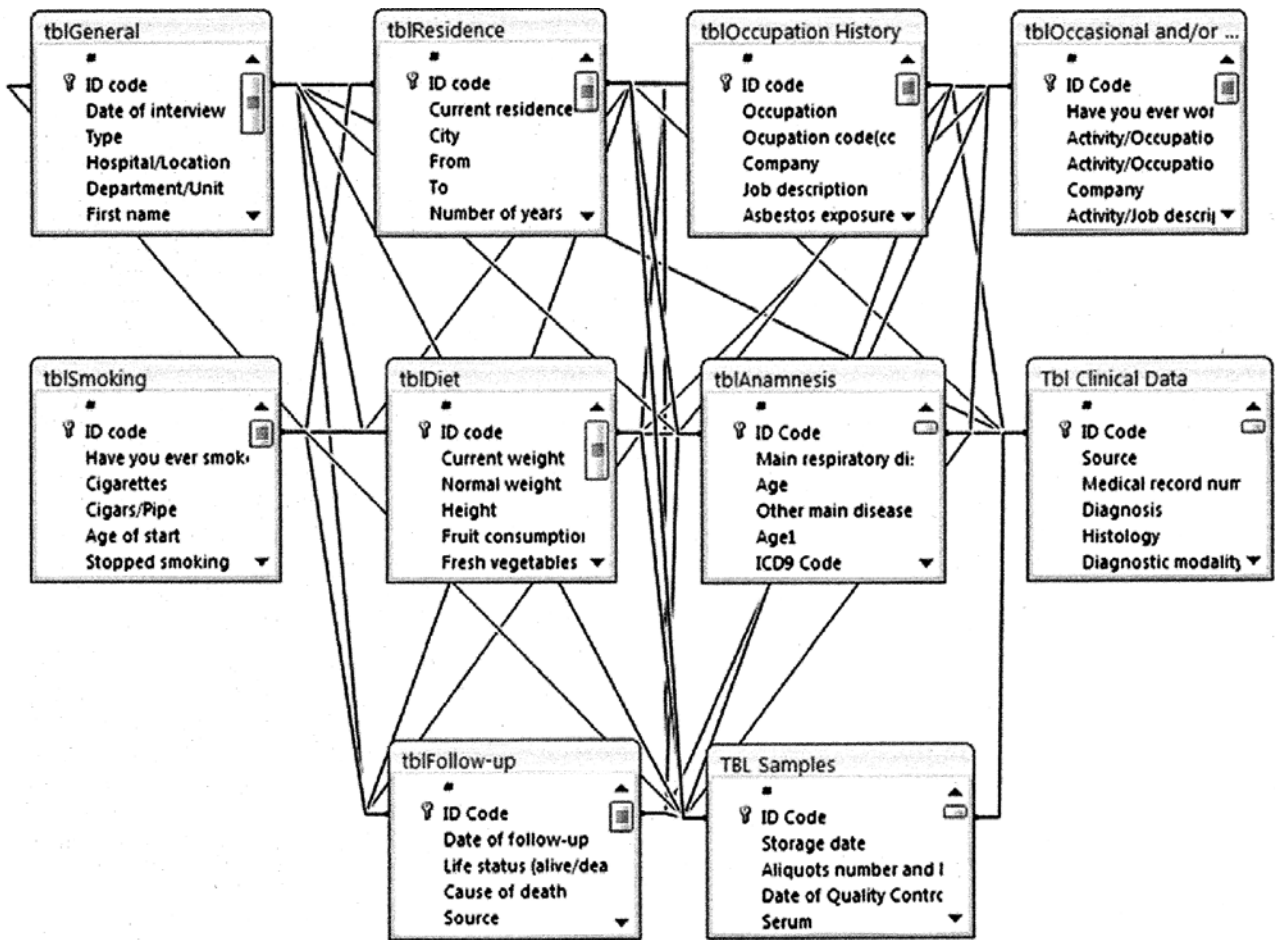 tblGeneral
*
ID code
Date of interview
Type
Hospital/Location
Department/Unit
First name
tblResidence
*
ID code
Current residence
City
From
To
Number of years
tblOccupation History
*
ID code
Occupation
Ocupation code(cc
Company
Job description
Asbestos exposure
tblOccasional and/or ...
*
ID Code
Have you ever wor
Activity/Occupatio
Activity/Occupatio
Company
Activity/Job descrip
tblSmoking
*
ID code
Have you ever smok
Cigarettes
Cigars/Pipe
Age of start
Stopped smoking
tblDiet
*
ID code
Current weight
Normal weight
Height
Fruit consumption
Fresh vegetables
tblAnamnesis
*
ID Code
Main respiratory di:
Age
Other main disease
Age1
ICD9 Code
Tbl Clinical Data
*
ID Code
Source
Medical record num
Diagnosis
Histology
Diagnostic modality
tblFollow-up
*
ID Code
Date of follow-up
Life status (alive/dea
Cause of death
Source
TBL Samples
*
ID Code
Storage date
Aliquots number and l
Date of Quality Contrc
Serum